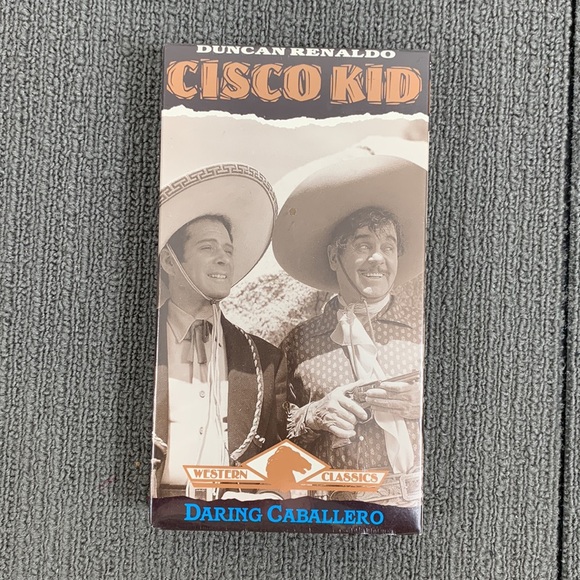 DUNCAN RENALDO
CISCO KID
WESTERN CLASSICS
DARING CABALLERO